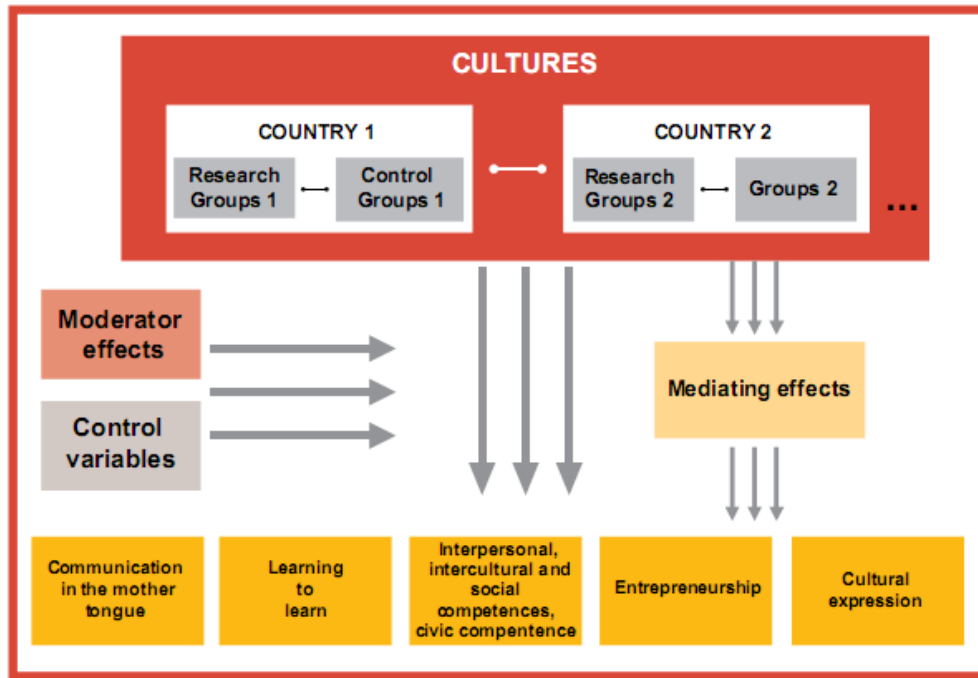 CULTURES
COUNTRY 1
Research
Groups 1
Control
Groups 1
COUNTRY 2
Research
Groups 2
Groups 2
...
Moderator
effects
Control
variables
Mediating effects
Communication
in the mother
tongue
Learning
to
learn
Interpersonal,
intercultural and
social
competences,
civic compentence
Entrepreneurship
Cultural
expression